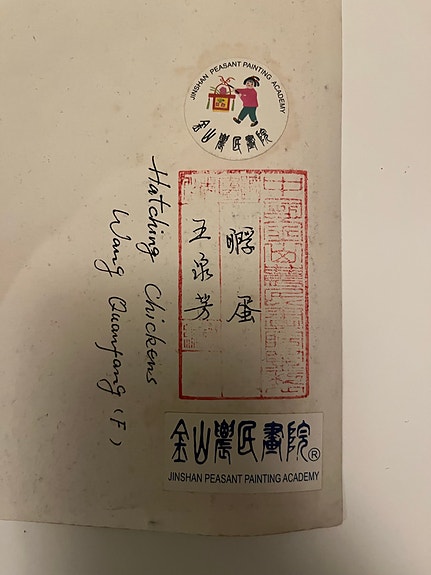 JINSHAN PEASANT PAINTING ACADEMY
金山農民畫院
孵蛋
王泉芳
Hatching Chickens
Wang Quanfang (F)
金山農民畫院®
JINSHAN PEASANT PAINTING ACADEMY